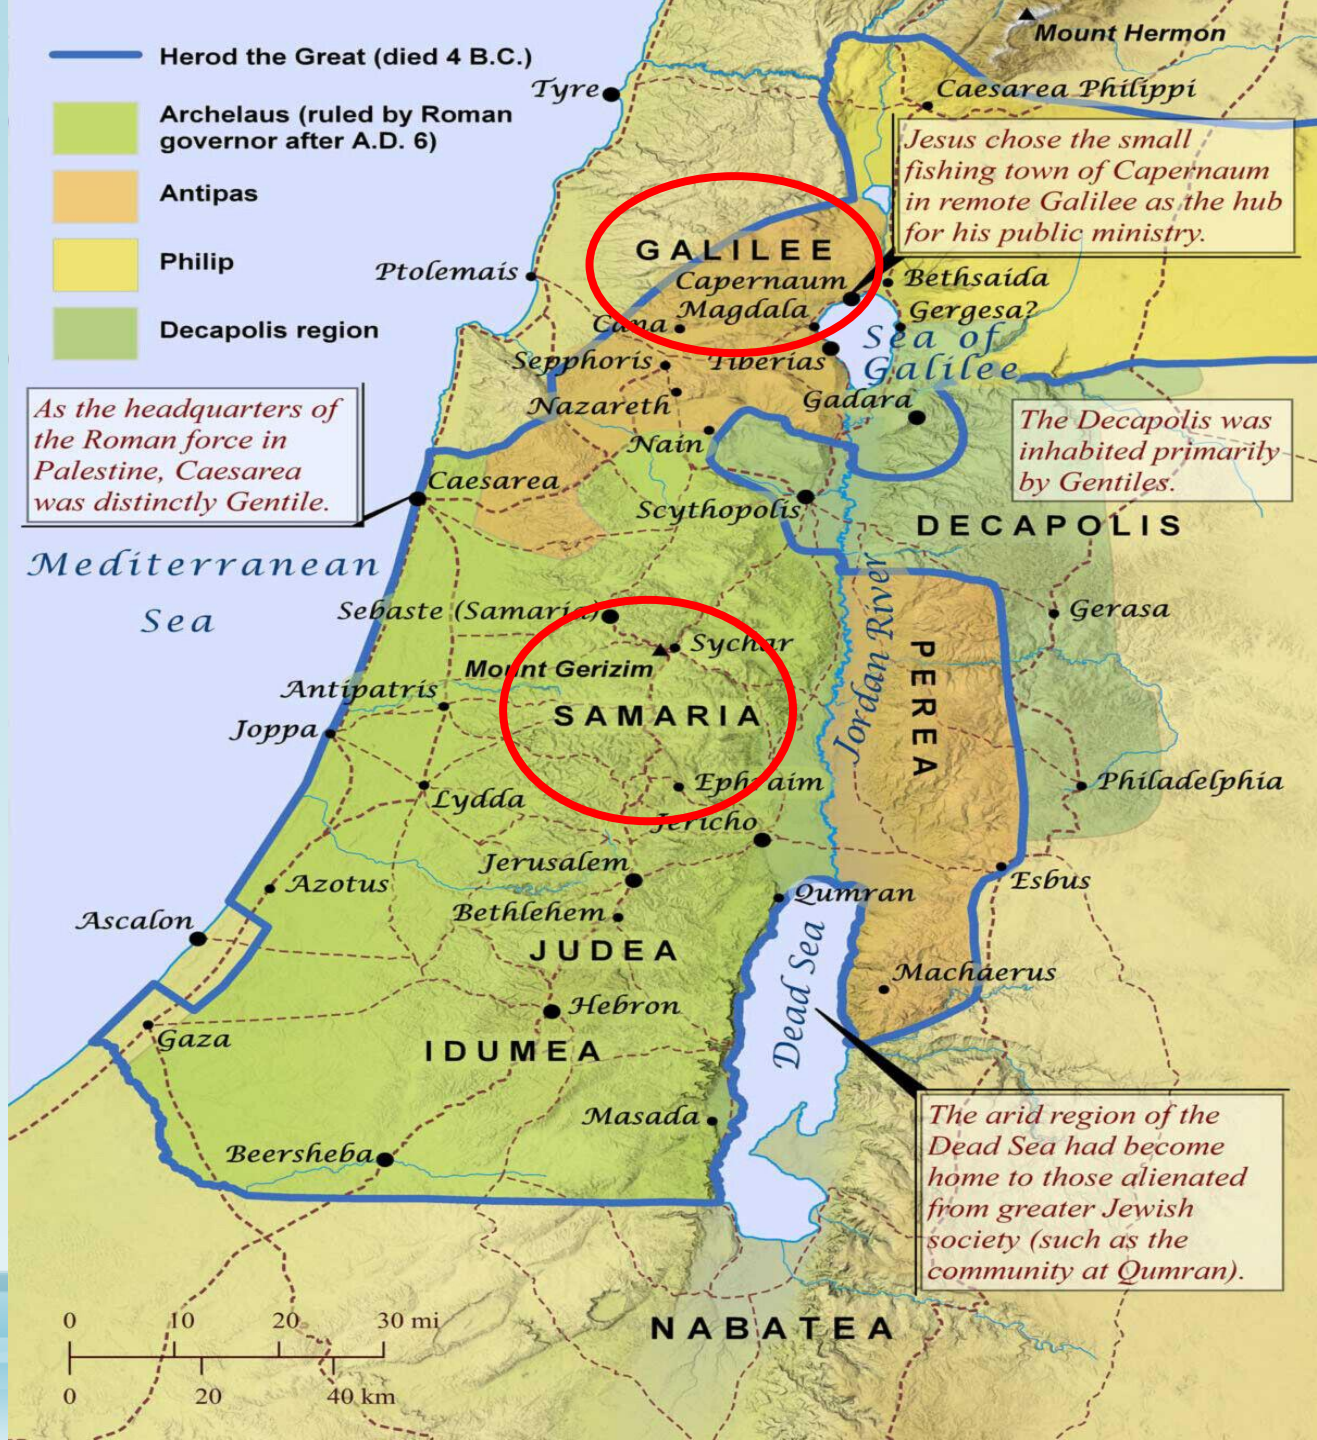 Herod the Great (died 4 B.C.)
Archelaus (ruled by Roman
governor after A.D. 6)
Antipas
Philip
Decapolis region
Mount Hermon
Tyre
Caesarea Philippi
Jesus chose the small
fishing town of Capernaum
in remote Galilee as the hub
for his public ministry.
GALILEE
Ptolemais
Capernaum
Bethsaida
Magdala
Gergesa?
Cana
Sea of
Galilee
Sepphoris
Tiberias
Nazareth
Gadara
As the headquarters of
the Roman force in
Palestine, Caesarea
was distinctly Gentile.
The Decapolis was
inhabited primarily
by Gentiles.
Nain
Caesarea
Scythopolis
DECAPOLIS
Mediterranean
Sea
Sebaste (Samaria)
Gerasa
Sychar
Mount Gerizim
Jordan River
PEREA
Antipatris
SAMARIA
Joppa
Ephraim
Philadelphia
Lydda
Jericho
Jerusalem
Azotus
Esbus
Qumran
Bethlehem
Ascalon
JUDEA
Dead Sea
Machaerus
Hebron
Gaza
IDUMEA
Masada
The arid region of the
Dead Sea had become
home to those alienated
from greater Jewish
society (such as the
community at Qumran).
Beersheba
NABATEA
0 10 20 30 mi
0 20 40 km